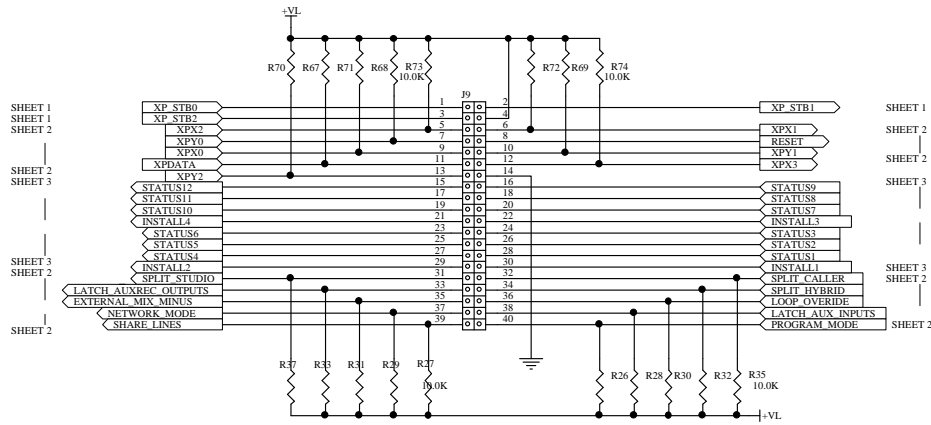 +VL
R70 R67 R71 R68 R73 10.0K R72 R69 R74 10.0K
J9
SHEET 1 XP_STB0 1 2 XP_STB1 SHEET 1
SHEET 1 XP_STB2 3 4
SHEET 2 XPX2 5 6 XPX1 SHEET 2
XPY0 7 8 RESET
XPX0 9 10 XPY1
SHEET 2 XPDATA 11 12 XPX3 SHEET 2
SHEET 3 XPY2 13 14
STATUS12 15 16 STATUS9 SHEET 3
STATUS11 17 18 STATUS8
STATUS10 19 20 STATUS7
INSTALL4 21 22 INSTALL3
STATUS6 23 24 STATUS3
STATUS5 25 26 STATUS2
SHEET 3 STATUS4 27 28 STATUS1
SHEET 2 INSTALL2 29 30 INSTALL1 SHEET 3
SPLIT_STUDIO 31 32 SPLIT_CALLER SHEET 2
LATCH_AUXREC_OUTPUTS 33 34 SPLIT_HYBRID
EXTERNAL_MIX_MINUS 35 36 LOOP_OVERIDE
NETWORK_MODE 37 38 LATCH_AUX_INPUTS
SHEET 2 SHARE_LINES 39 40 PROGRAM_MODE SHEET 2
R37 R33 R31 R29 R27 10.0K R26 R28 R30 R32 R35 10.0K
+VL